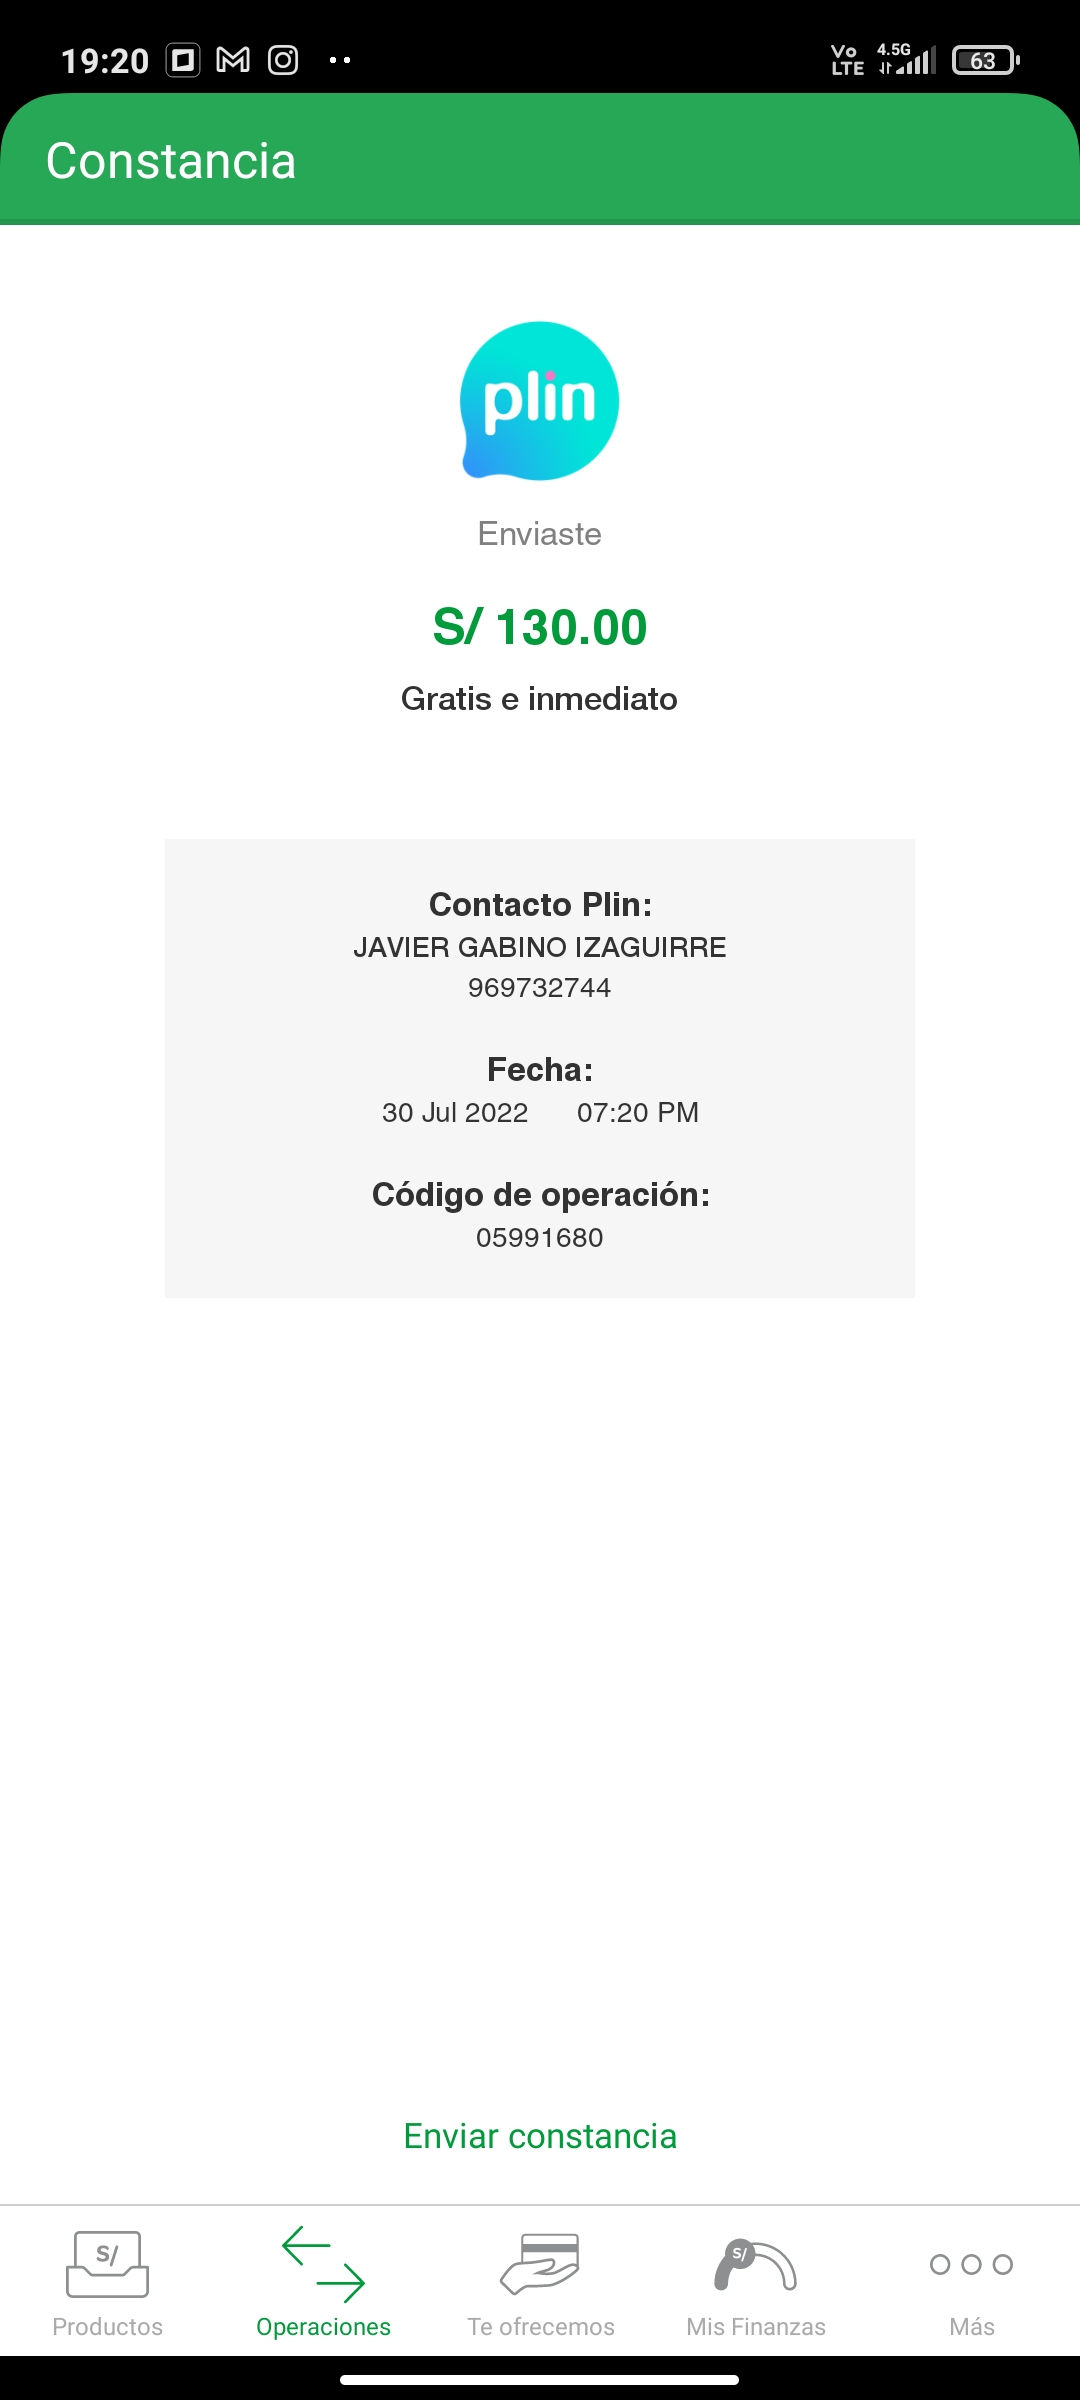 19:20 Vo LTE 4.5G 63
Constancia
plin
Enviaste
S/ 130.00
Gratis e inmediato
Contacto Plin:
JAVIER GABINO IZAGUIRRE
969732744
Fecha:
30 Jul 2022 07:20 PM
Código de operación:
05991680
Enviar constancia
S/ S/
Productos Operaciones Te ofrecemos Mis Finanzas Más